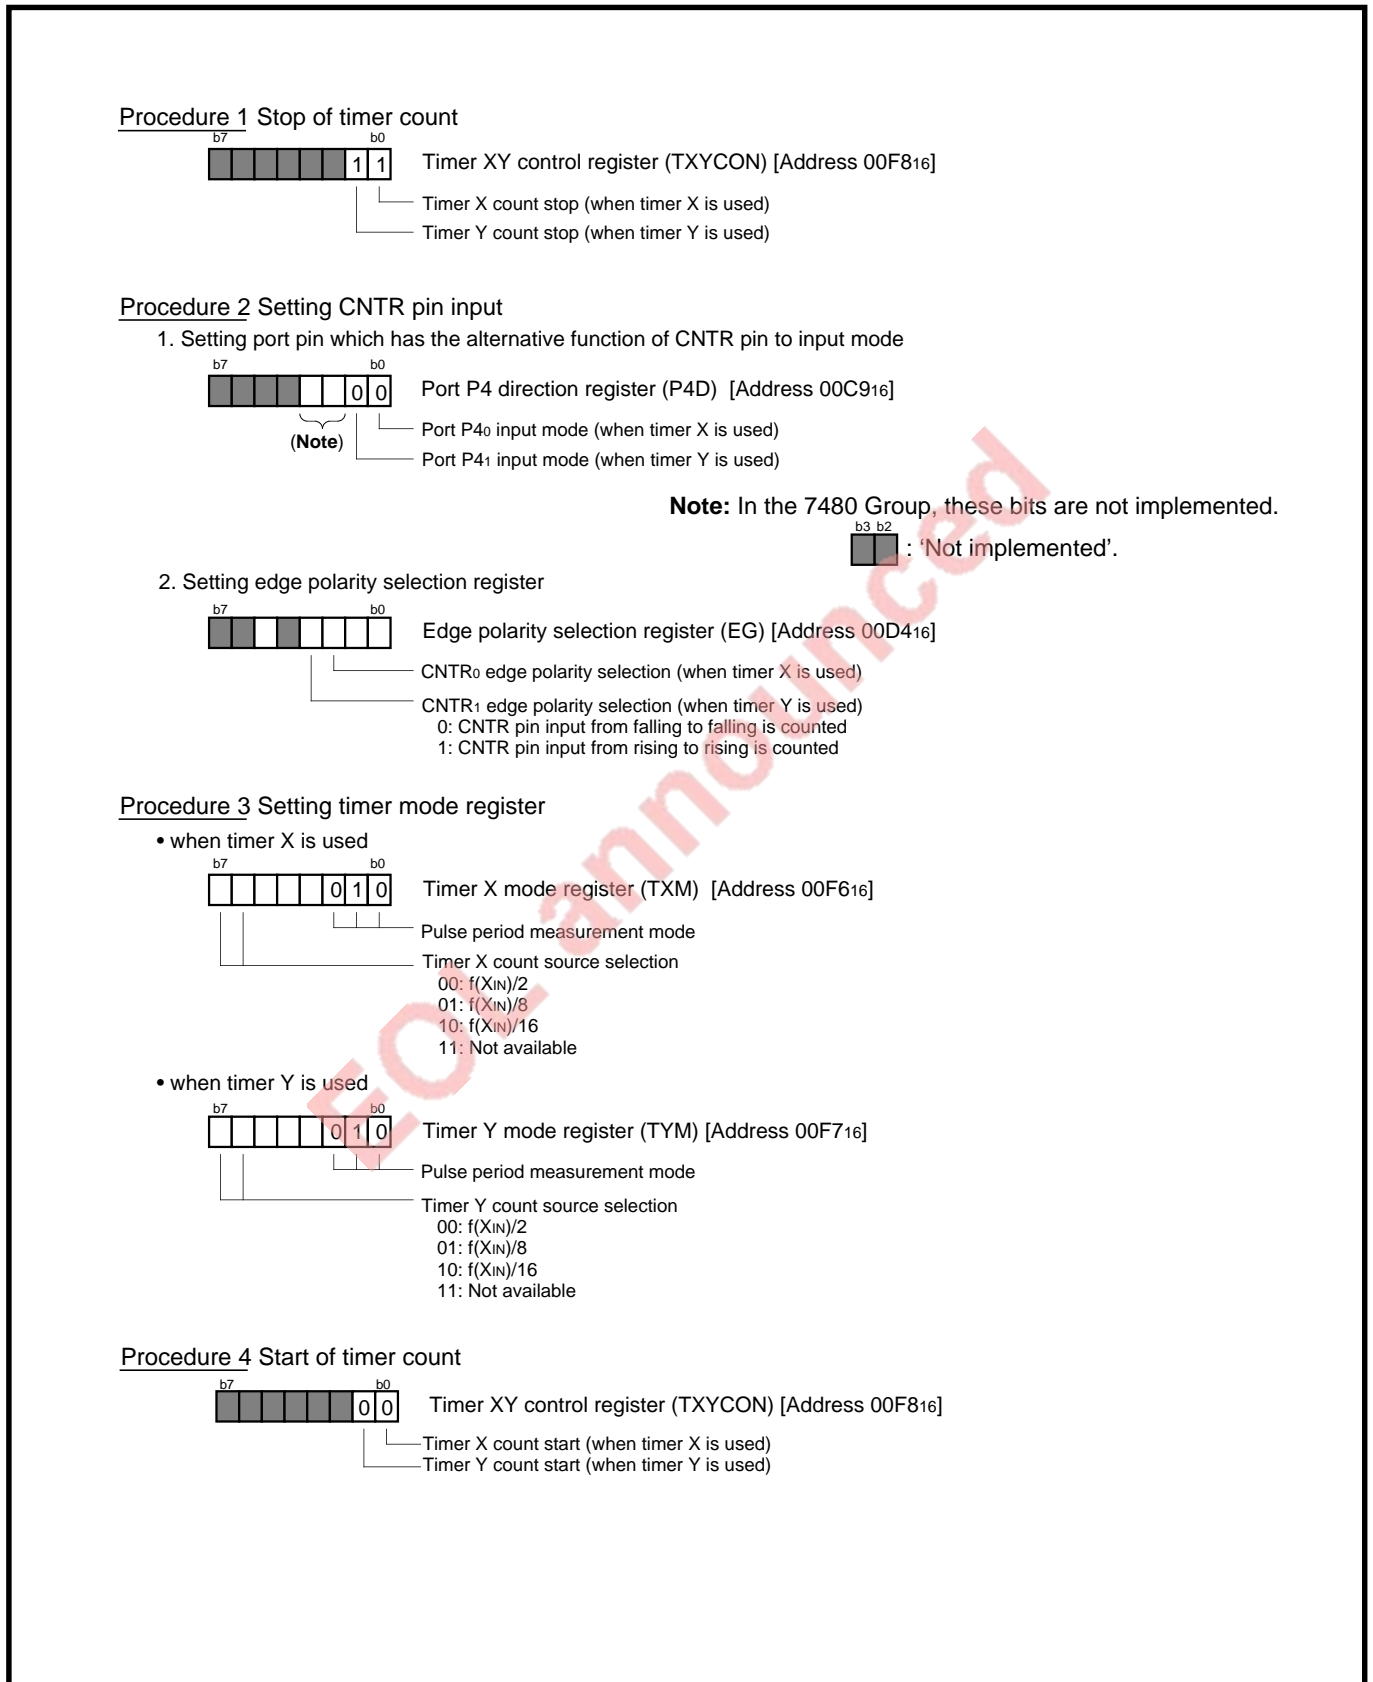 Procedure 1 Stop of timer count
b7 b0
1 1 Timer XY control register (TXYCON) [Address 00F816]
Timer X count stop (when timer X is used)
Timer Y count stop (when timer Y is used)
Procedure 2 Setting CNTR pin input
1. Setting port pin which has the alternative function of CNTR pin to input mode
b7 b0
0 0 Port P4 direction register (P4D) [Address 00C916]
(Note) Port P40 input mode (when timer X is used)
Port P41 input mode (when timer Y is used)
Note: In the 7480 Group, these bits are not implemented.
b3 b2
: ‘Not implemented’.
2. Setting edge polarity selection register
b7 b0
Edge polarity selection register (EG) [Address 00D416]
CNTR0 edge polarity selection (when timer X is used)
CNTR1 edge polarity selection (when timer Y is used)
0: CNTR pin input from falling to falling is counted
1: CNTR pin input from rising to rising is counted
Procedure 3 Setting timer mode register
• when timer X is used
b7 b0
0 1 0 Timer X mode register (TXM) [Address 00F616]
Pulse period measurement mode
Timer X count source selection
00: f(XIN)/2
01: f(XIN)/8
10: f(XIN)/16
11: Not available
• when timer Y is used
b7 b0
0 1 0 Timer Y mode register (TYM) [Address 00F716]
Pulse period measurement mode
Timer Y count source selection
00: f(XIN)/2
01: f(XIN)/8
10: f(XIN)/16
11: Not available
Procedure 4 Start of timer count
b7 b0
0 0 Timer XY control register (TXYCON) [Address 00F816]
Timer X count start (when timer X is used)
Timer Y count start (when timer Y is used)
EOL announced